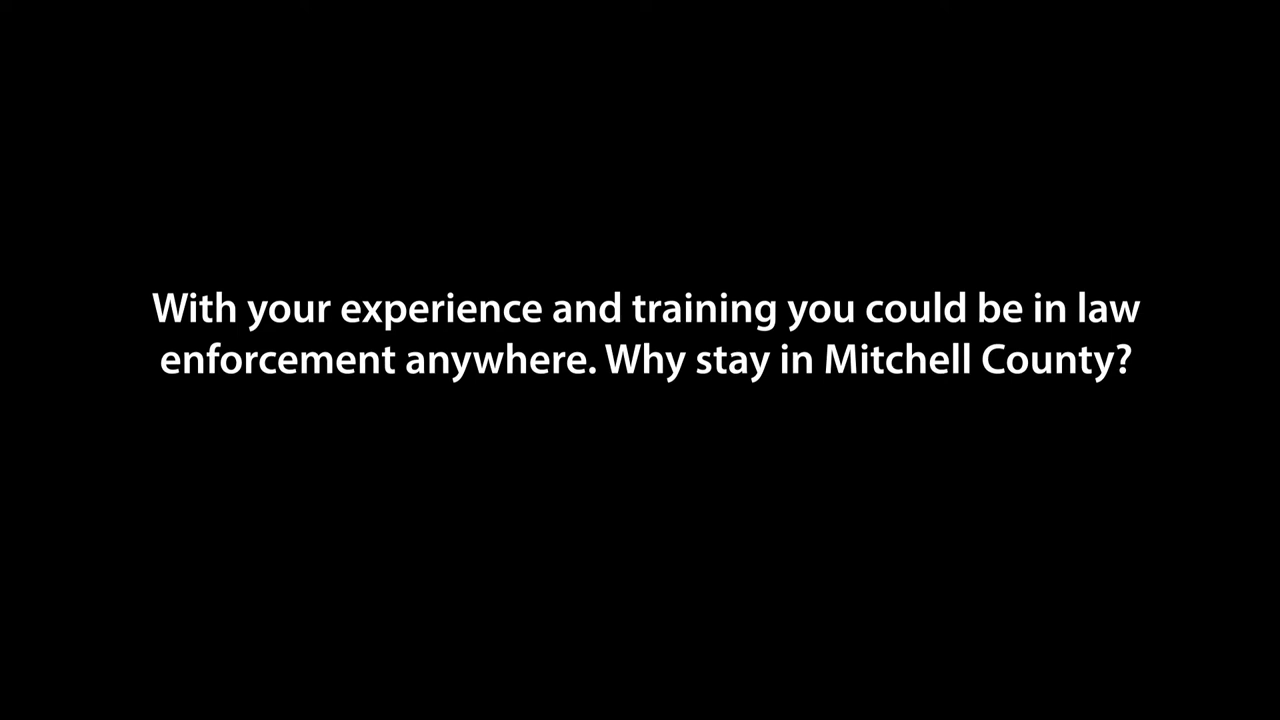 With your experience and training you could be in law
enforcement anywhere. Why stay in Mitchell County?